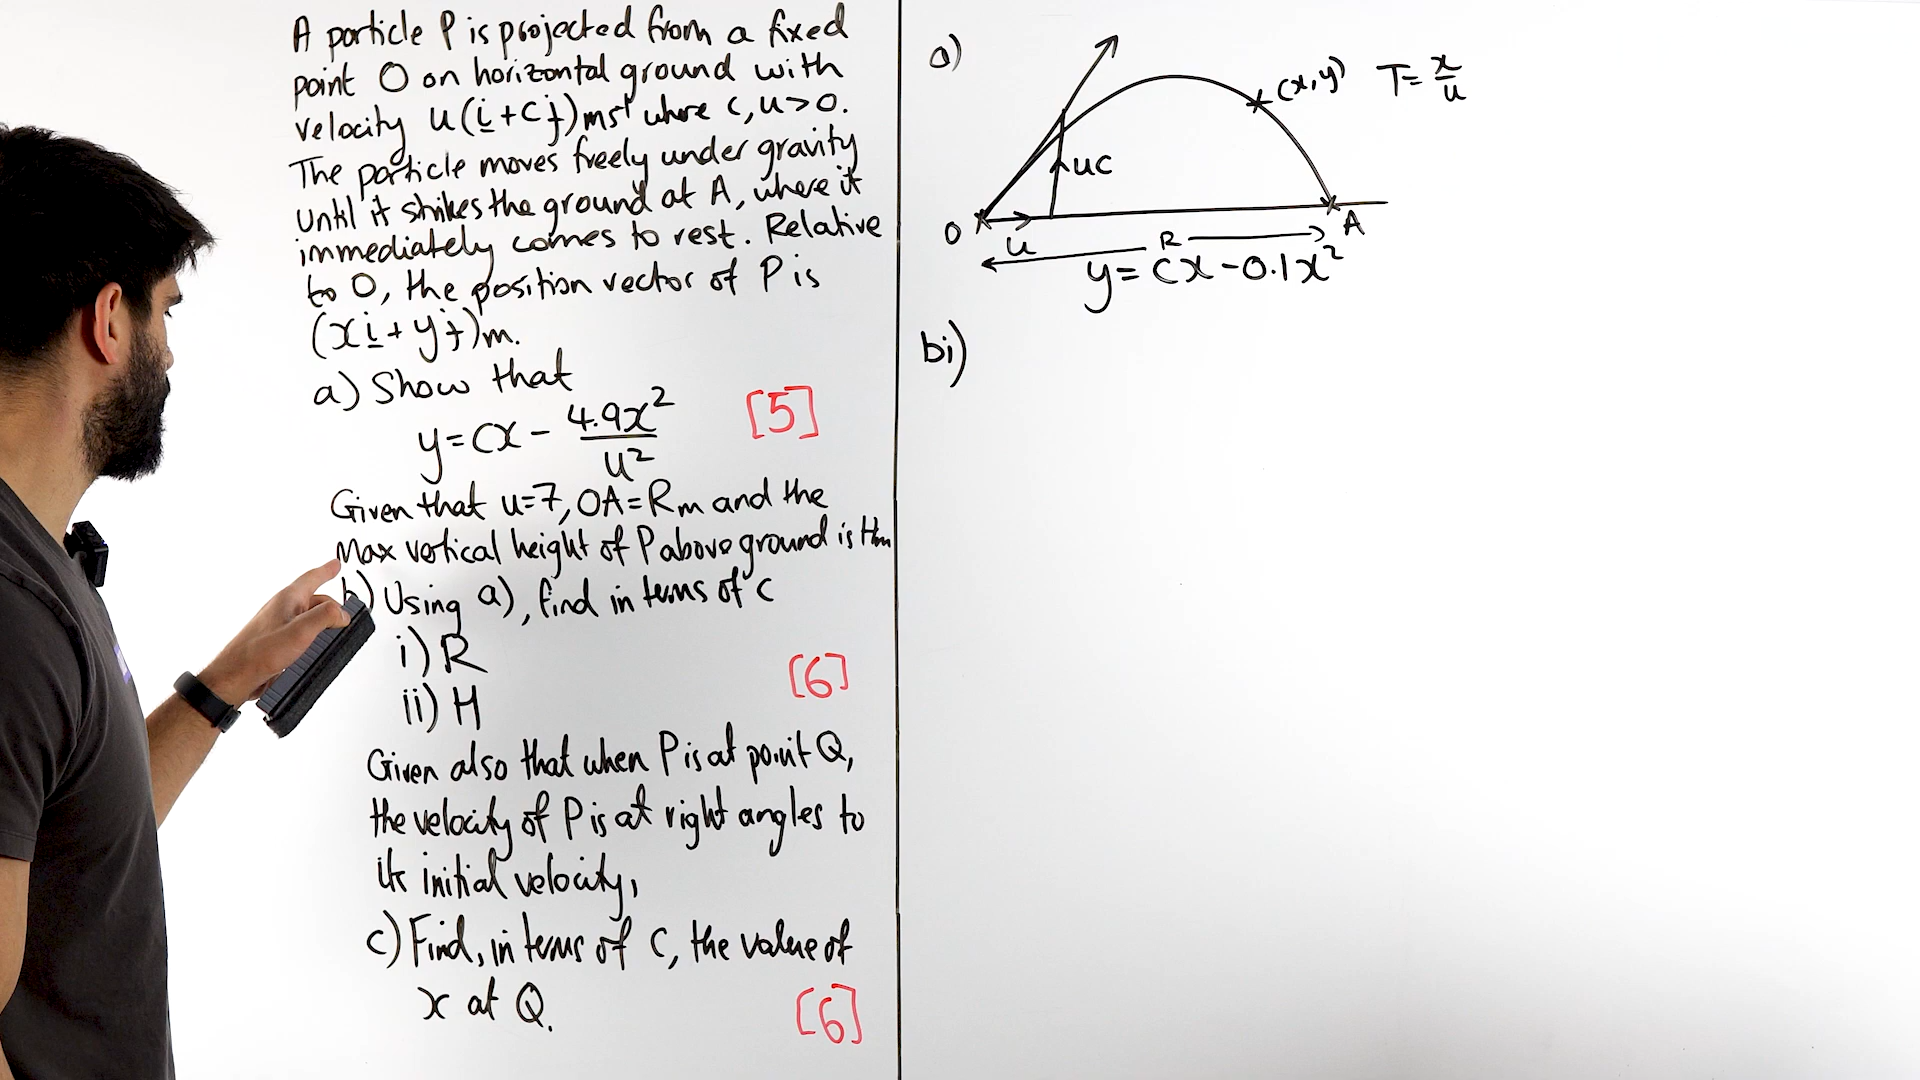 A particle P is projected from a fixed
point O on horizontal ground with
velocity u(i+cj)ms⁻¹ where c,u>0.
The particle moves freely under gravity
until it strikes the ground at A, where it
immediately comes to rest. Relative
to O, the position vector of P is
(xi+yj)m.
a) Show that
y=cx - 4.9x²/u²
[5]
Given that u=7, OA=Rm and the
Max vertical height of P above ground is Hm
b) Using a), find in terms of c
i) R
ii) H
[6]
Given also that when P is at point Q,
the velocity of P is at right angles to
its initial velocity,
c) Find, in terms of c, the value of
x at Q.
[6]
a)
(x,y) T=x/u
uc
O
u
R
A
y=cx-0.1x²
bi)